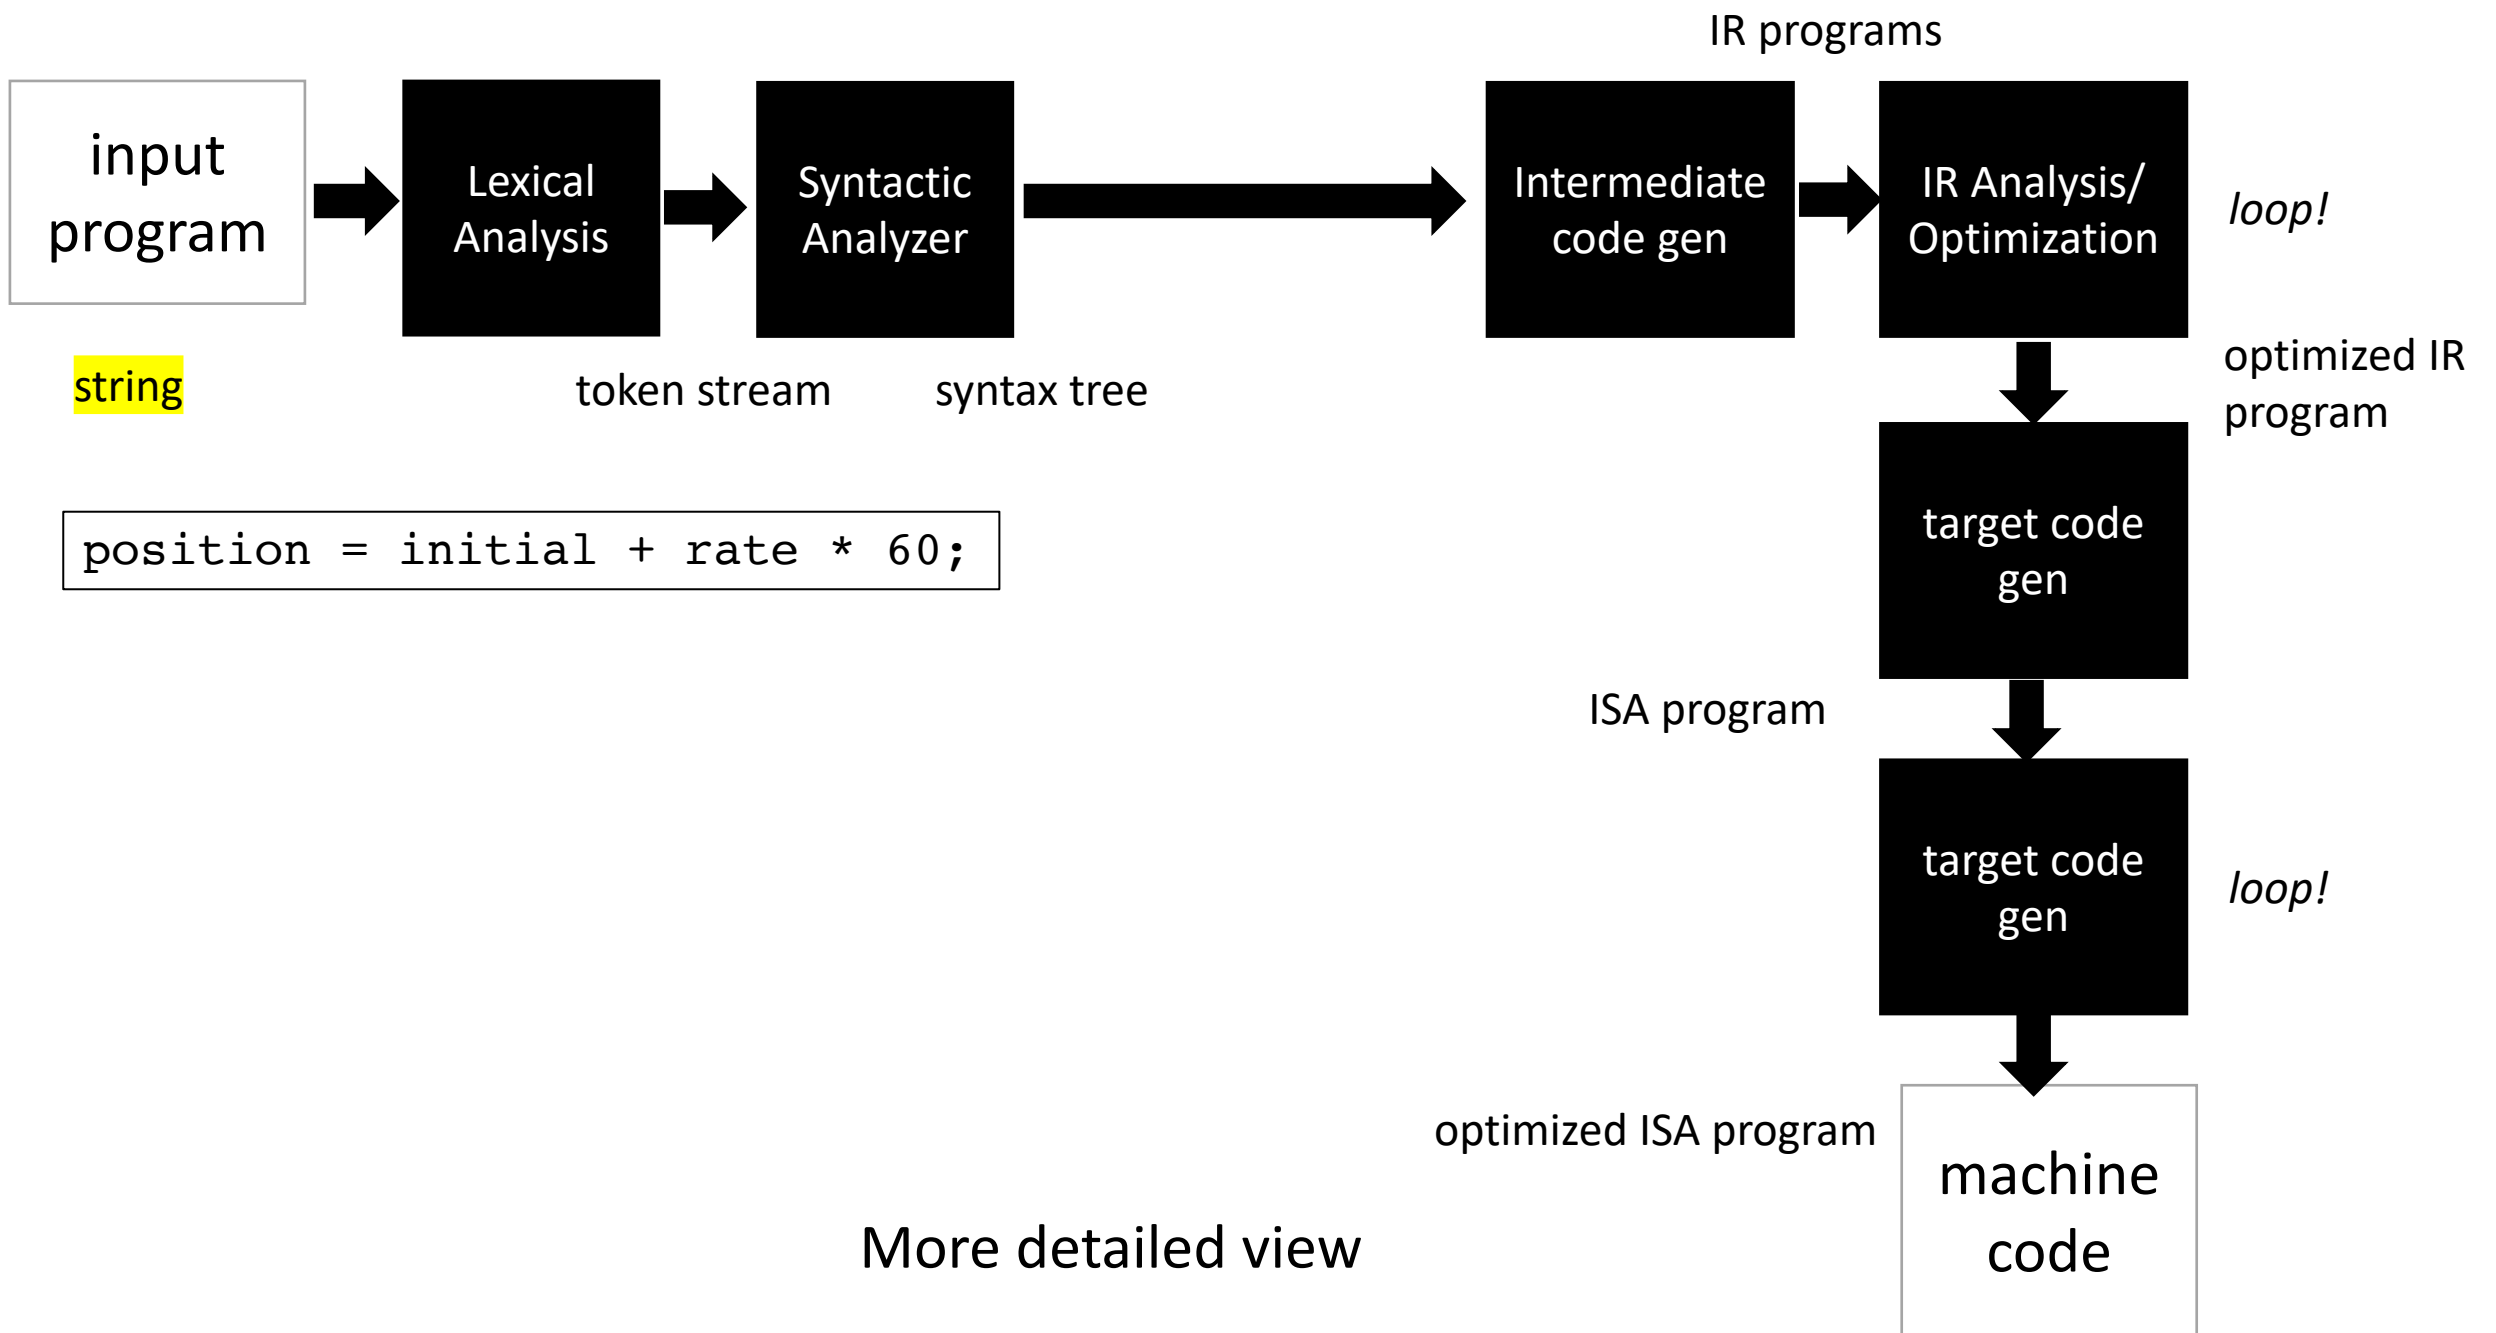 IR programs
input
program
Lexical
Analysis
Syntactic
Analyzer
Intermediate
code gen
IR Analysis/
Optimization
loop!
string
token stream
syntax tree
optimized IR
program
position = initial + rate * 60;
target code
gen
ISA program
target code
gen
loop!
optimized ISA program
machine
code
More detailed view